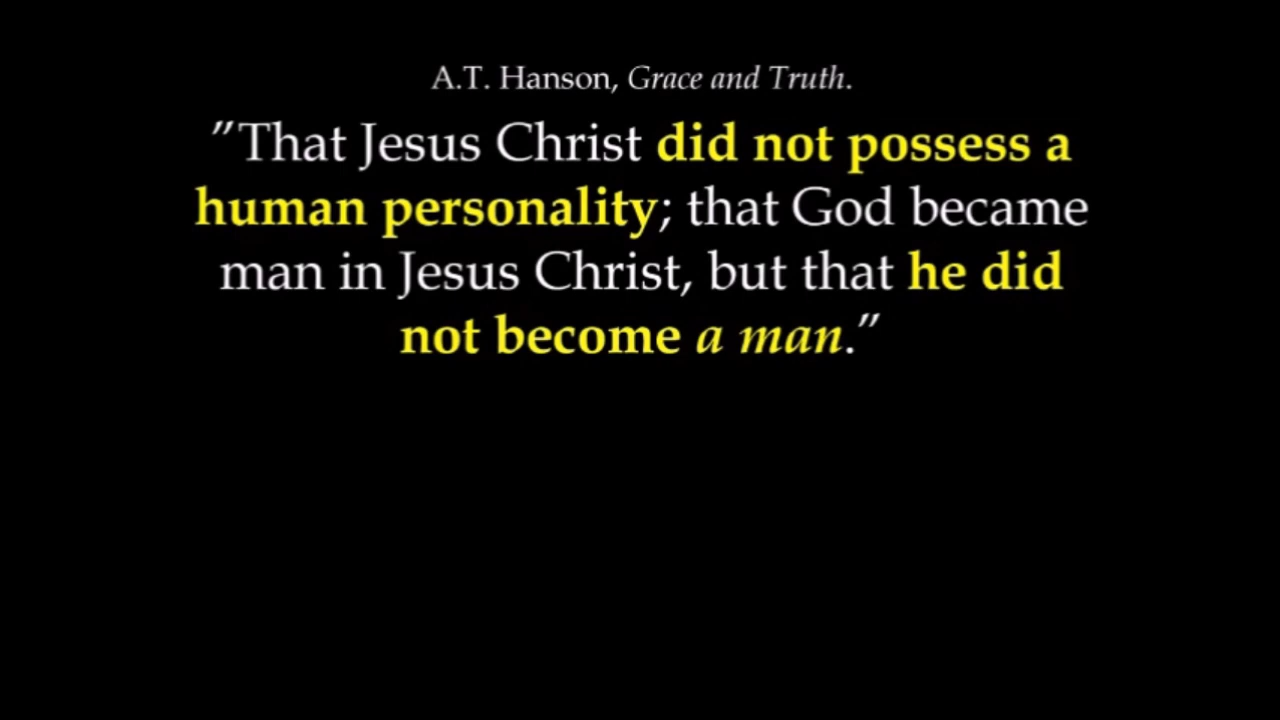 A.T. Hanson, Grace and Truth.
"That Jesus Christ did not possess a
human personality; that God became
man in Jesus Christ, but that he did
not become a man."